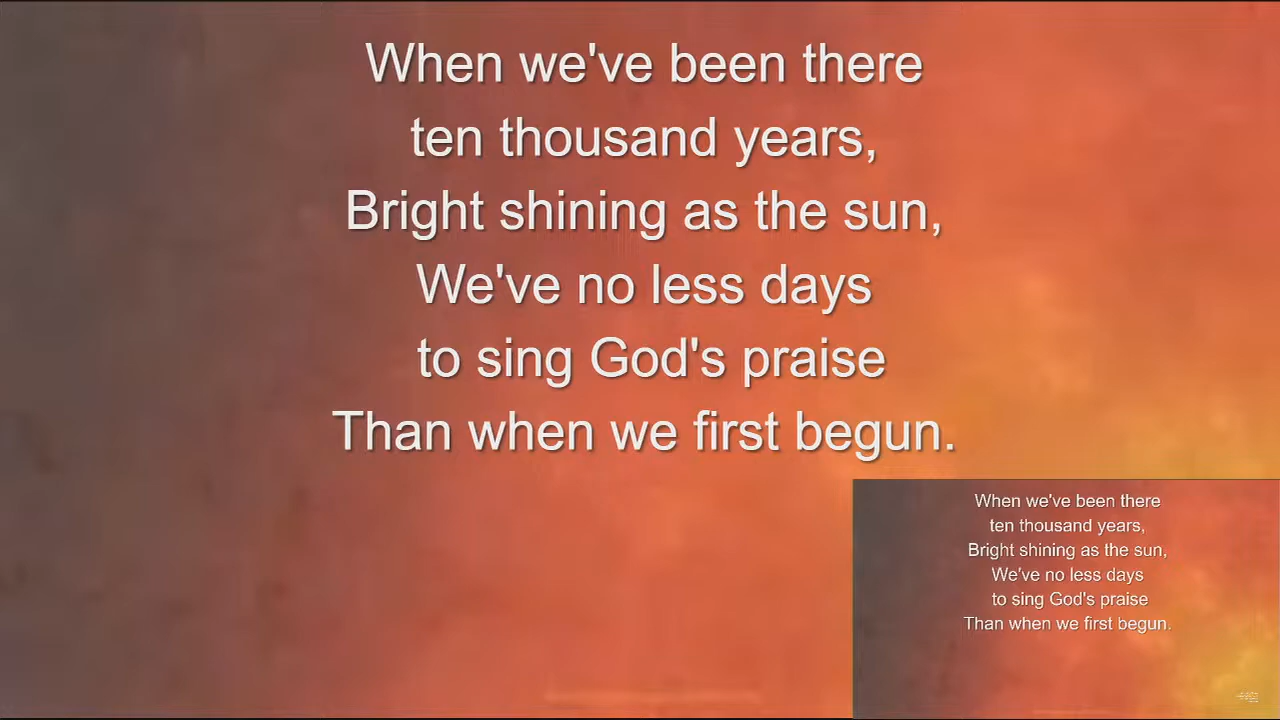 When we've been there
ten thousand years,
Bright shining as the sun,
We've no less days
to sing God's praise
Than when we first begun.
When we've been there
ten thousand years,
Bright shining as the sun,
We've no less days
to sing God's praise
Than when we first begun.